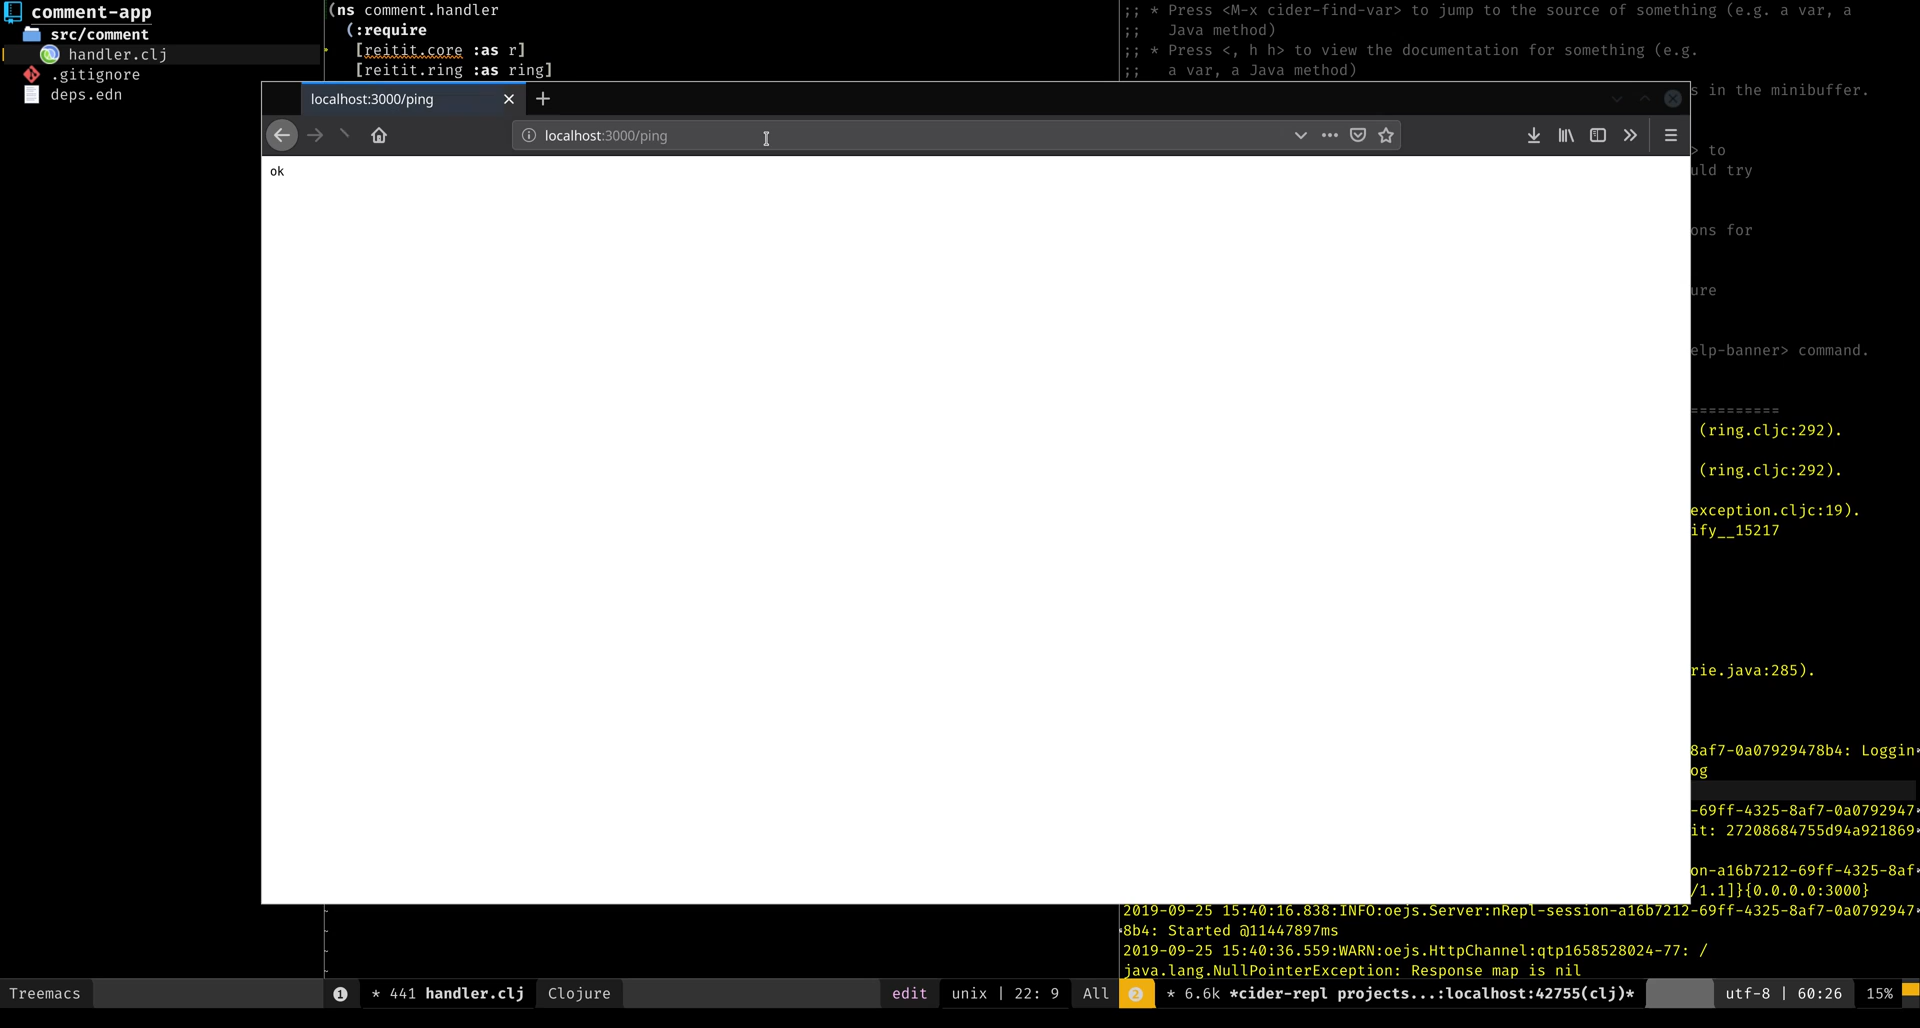 comment-app
src/comment
handler.clj
.gitignore
deps.edn
(ns comment.handler
(:require
[reitit.core :as r]
[reitit.ring :as ring]
;; * Press <M-x cider-find-var> to jump to the source of something (e.g. a var, a
;;   Java method)
;; * Press <, h h> to view the documentation for something (e.g.
;;   a var, a Java method)
s in the minibuffer.
> to
uld try
ons for
ure
elp-banner> command.
==========
(ring.cljc:292).
(ring.cljc:292).
exception.cljc:19).
ify__15217
rie.java:285).
8af7-0a07929478b4: Loggin
og
-69ff-4325-8af7-0a0792947
it: 27208684755d94a921869
on-a16b7212-69ff-4325-8af
/1.1]}{0.0.0.0:3000}
2019-09-25 15:40:16.838:INFO:oejs.Server:nRepl-session-a16b7212-69ff-4325-8af7-0a0792947
8b4: Started @11447897ms
2019-09-25 15:40:36.559:WARN:oejs.HttpChannel:qtp1658528024-77: /
java.lang.NullPointerException: Response map is nil
localhost:3000/ping
localhost:3000/ping
ok
Treemacs
1 * 441 handler.clj Clojure edit unix | 22: 9 All
2 * 6.6k *cider-repl projects...:localhost:42755(clj)* utf-8 | 60:26 15%